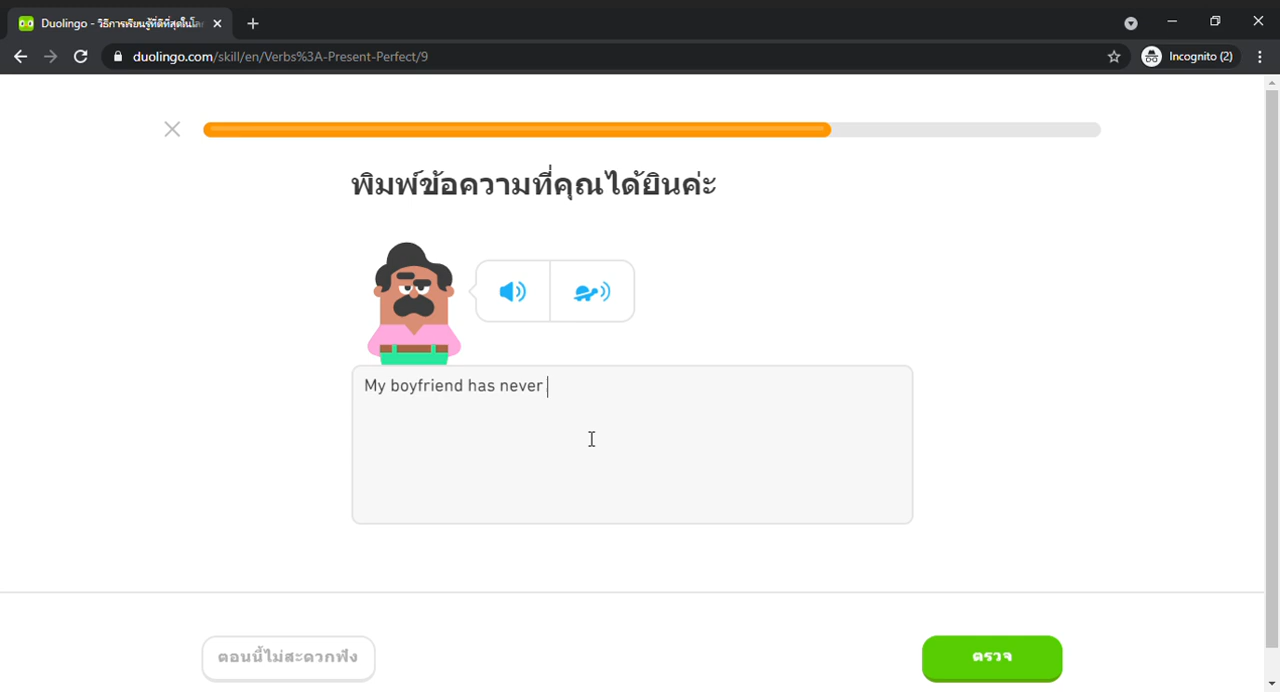 Duolingo - วิธีการเรียนรู้ที่ดีที่สุดในโล
duolingo.com/skill/en/Verbs%3A-Present-Perfect/9
Incognito (2)
พิมพ์ข้อความที่คุณได้ยินค่ะ
My boyfriend has never
ตอนนี้ไม่สะดวกฟัง
ตรวจ